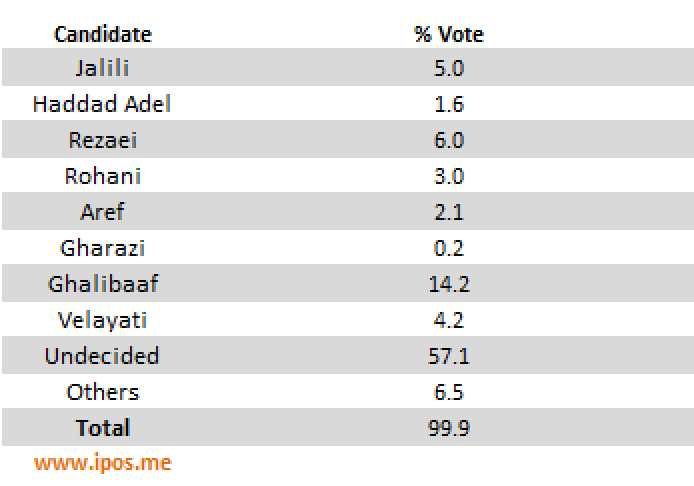 Candidate % Vote
Jalili 5.0
Haddad Adel 1.6
Rezaei 6.0
Rohani 3.0
Aref 2.1
Gharazi 0.2
Ghalibaaf 14.2
Velayati 4.2
Undecided 57.1
Others 6.5
Total 99.9
www.ipos.me